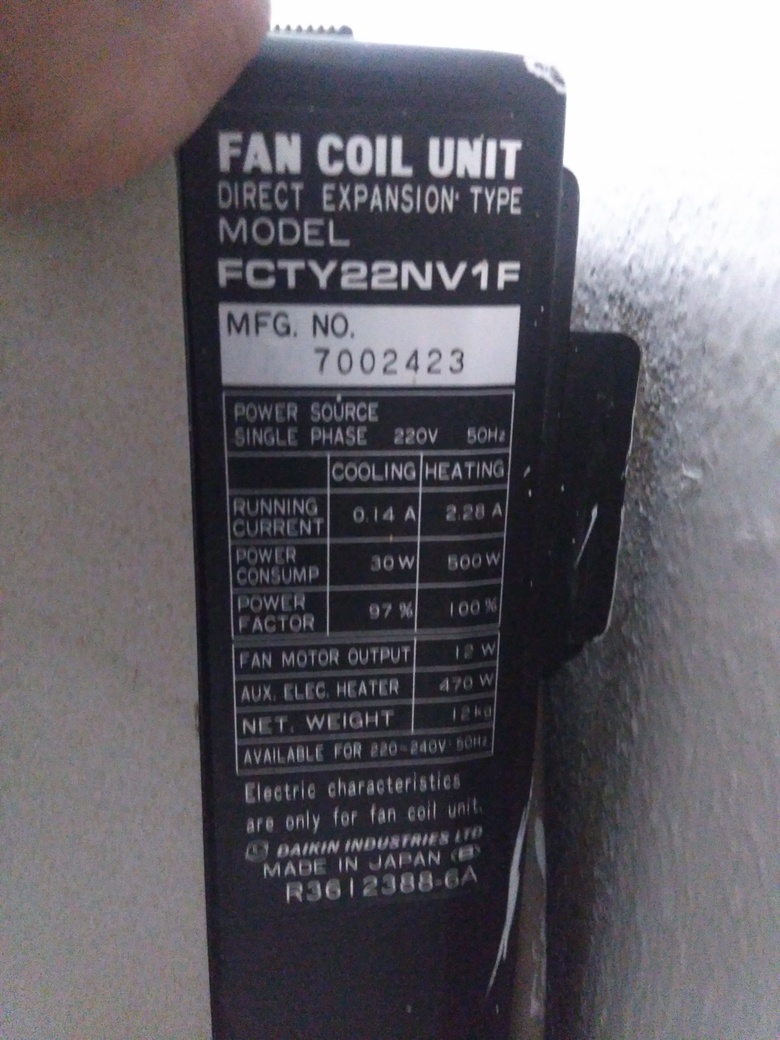 FAN COIL UNIT
DIRECT EXPANSION TYPE
MODEL
FCTY22NV1F
MFG. NO.
7002423
POWER SOURCE
SINGLE PHASE 220V 50Hz
COOLING HEATING
RUNNING CURRENT 0.14 A 2.28 A
POWER CONSUMP 30 W 500 W
POWER FACTOR 97 % 100 %
FAN MOTOR OUTPUT 12 W
AUX. ELEC. HEATER 470 W
NET. WEIGHT 12 kg
AVAILABLE FOR 220-240V 50Hz
Electric characteristics
are only for fan coil unit.
DAIKIN INDUSTRIES LTD
MADE IN JAPAN (B)
R3612388-6A